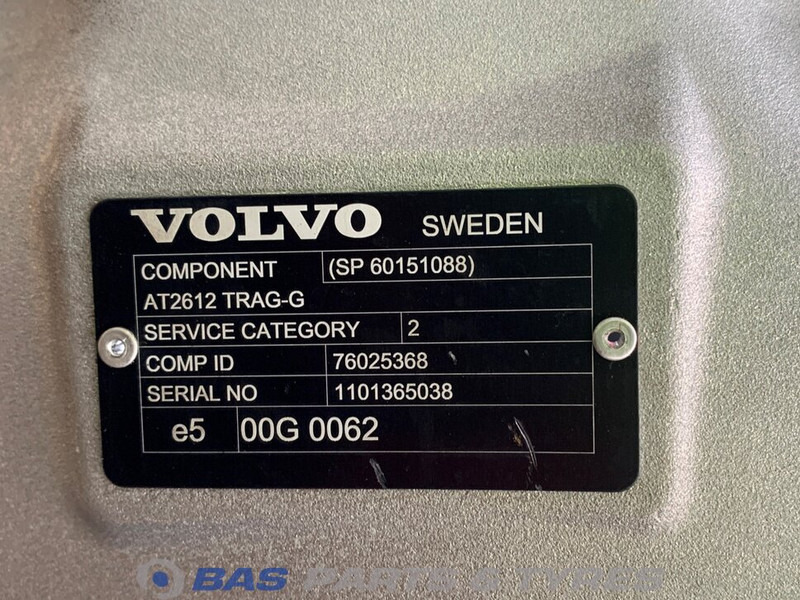 VOLVO SWEDEN
COMPONENT (SP 60151088)
AT2612 TRAG-G
SERVICE CATEGORY 2
COMP ID 76025368
SERIAL NO 1101365038
e5 00G 0062
BAS PARTS & TYRES